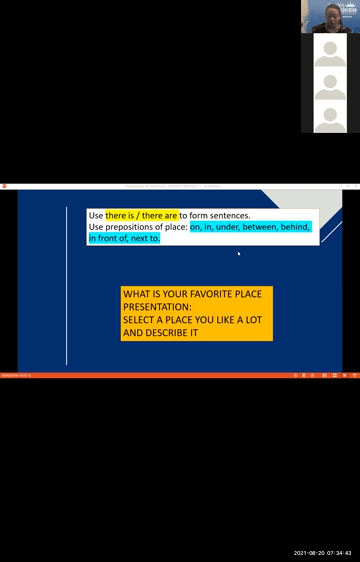 Use there is / there are to form sentences.
Use prepositions of place: on, in, under, between, behind,
in front of, next to.
WHAT IS YOUR FAVORITE PLACE
PRESENTATION:
SELECT A PLACE YOU LIKE A LOT
AND DESCRIBE IT
2021-08-20 07:34:43